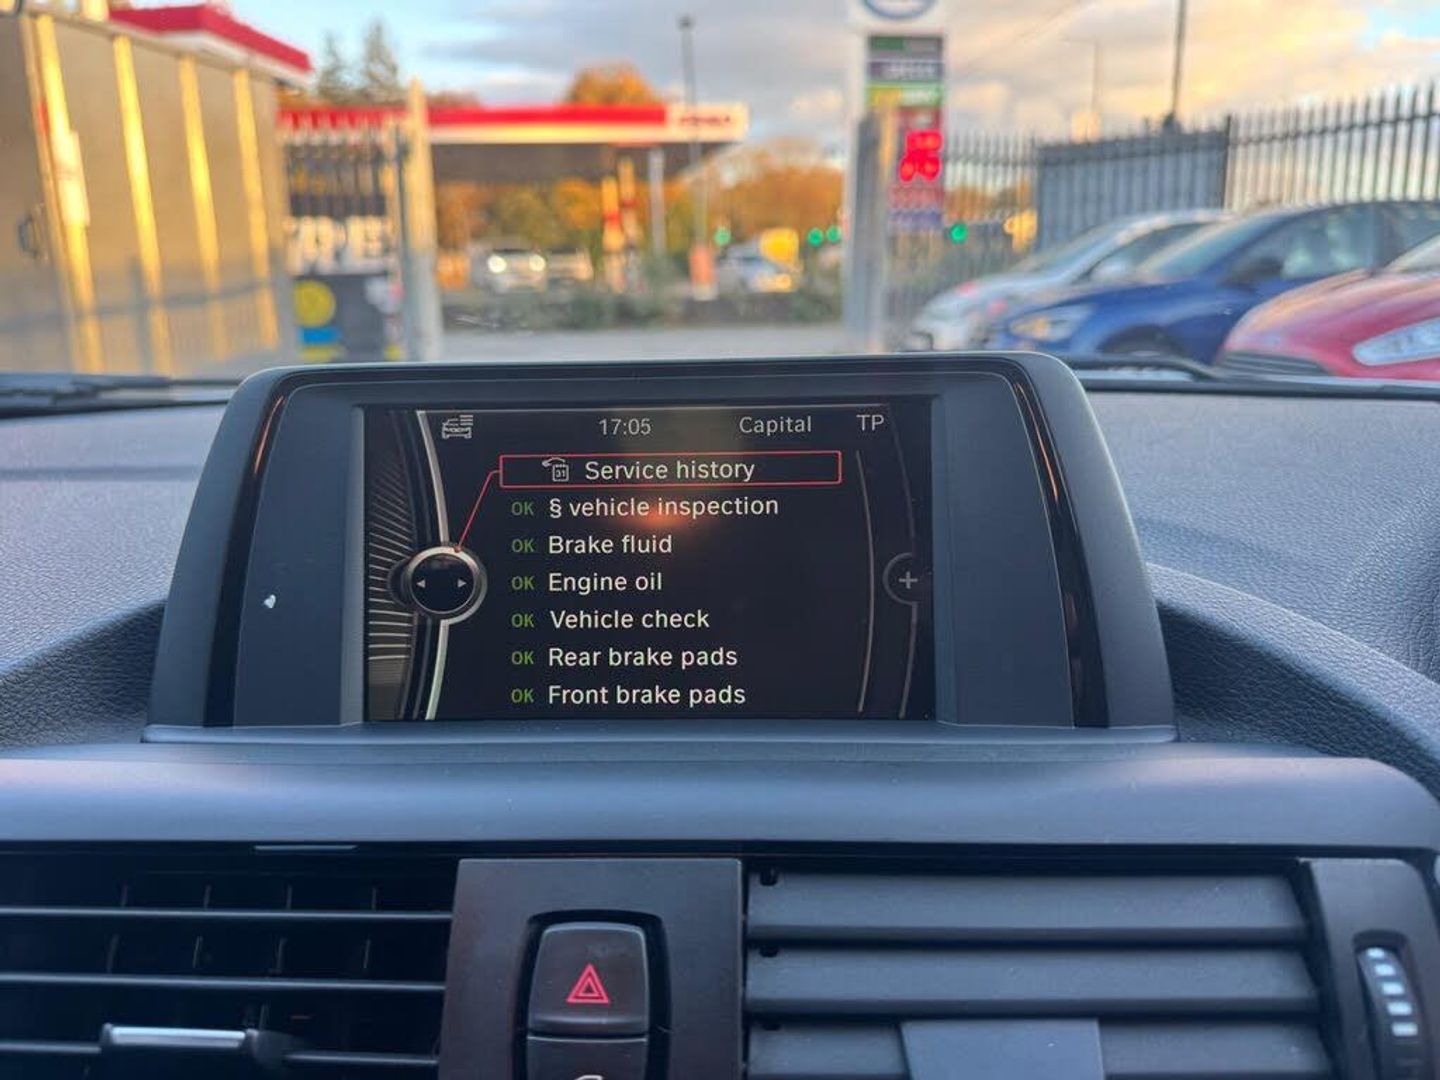 17:05 Capital TP
31
Service history
OK § vehicle inspection
OK Brake fluid
OK Engine oil
OK Vehicle check
OK Rear brake pads
OK Front brake pads